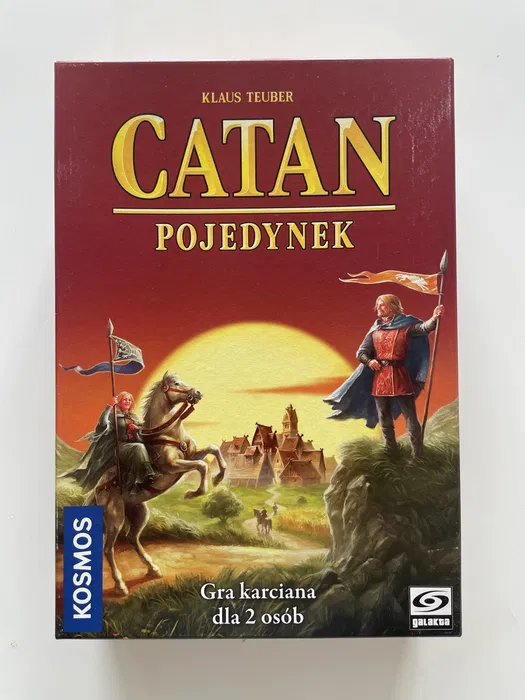 KLAUS TEUBER
CATAN
POJEDYNEK
KOSMOS
Gra karciana
dla 2 osób
galakta